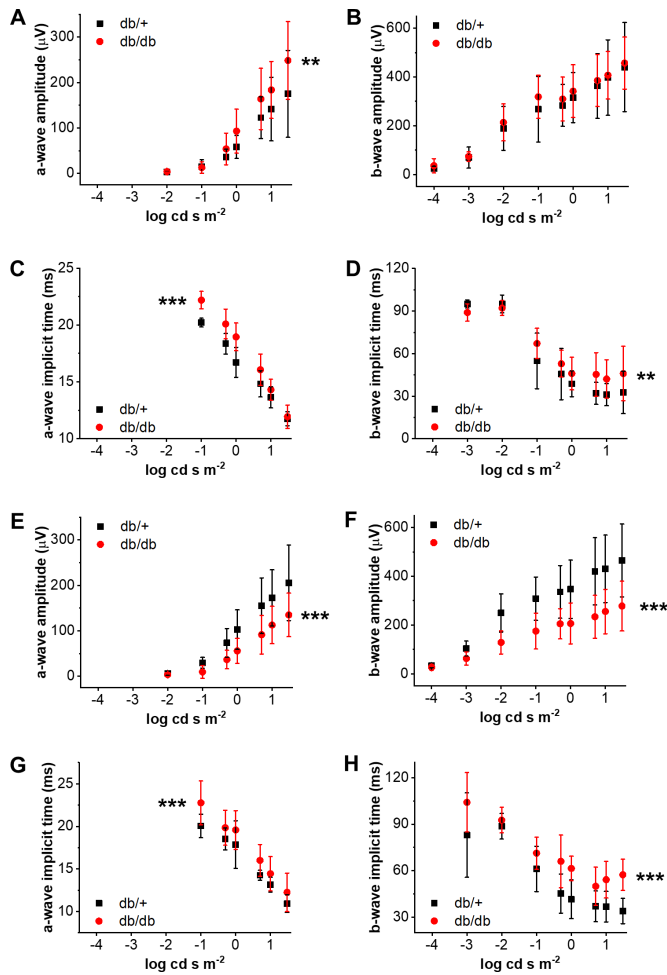 A
db/+
db/db
**
a-wave amplitude (µV)
300
200
100
0
-4 -3 -2 -1 0 1
log cd s m-2
B
db/+
db/db
b-wave amplitude (µV)
600
400
200
0
-4 -3 -2 -1 0 1
log cd s m-2
C
***
a-wave implicit time (ms)
25
20
15
10
db/+
db/db
-4 -3 -2 -1 0 1
log cd s m-2
D
**
b-wave implicit time (ms)
120
90
60
30
0
db/+
db/db
-4 -3 -2 -1 0 1
log cd s m-2
E
db/+
db/db
***
a-wave amplitude (µV)
300
200
100
0
-4 -3 -2 -1 0 1
log cd s m-2
F
db/+
db/db
***
b-wave amplitude (µV)
600
400
200
0
-4 -3 -2 -1 0 1
log cd s m-2
G
***
a-wave implicit time (ms)
25
20
15
10
db/+
db/db
-4 -3 -2 -1 0 1
log cd s m-2
H
***
b-wave implicit time (ms)
120
90
60
30
db/+
db/db
-4 -3 -2 -1 0 1
log cd s m-2